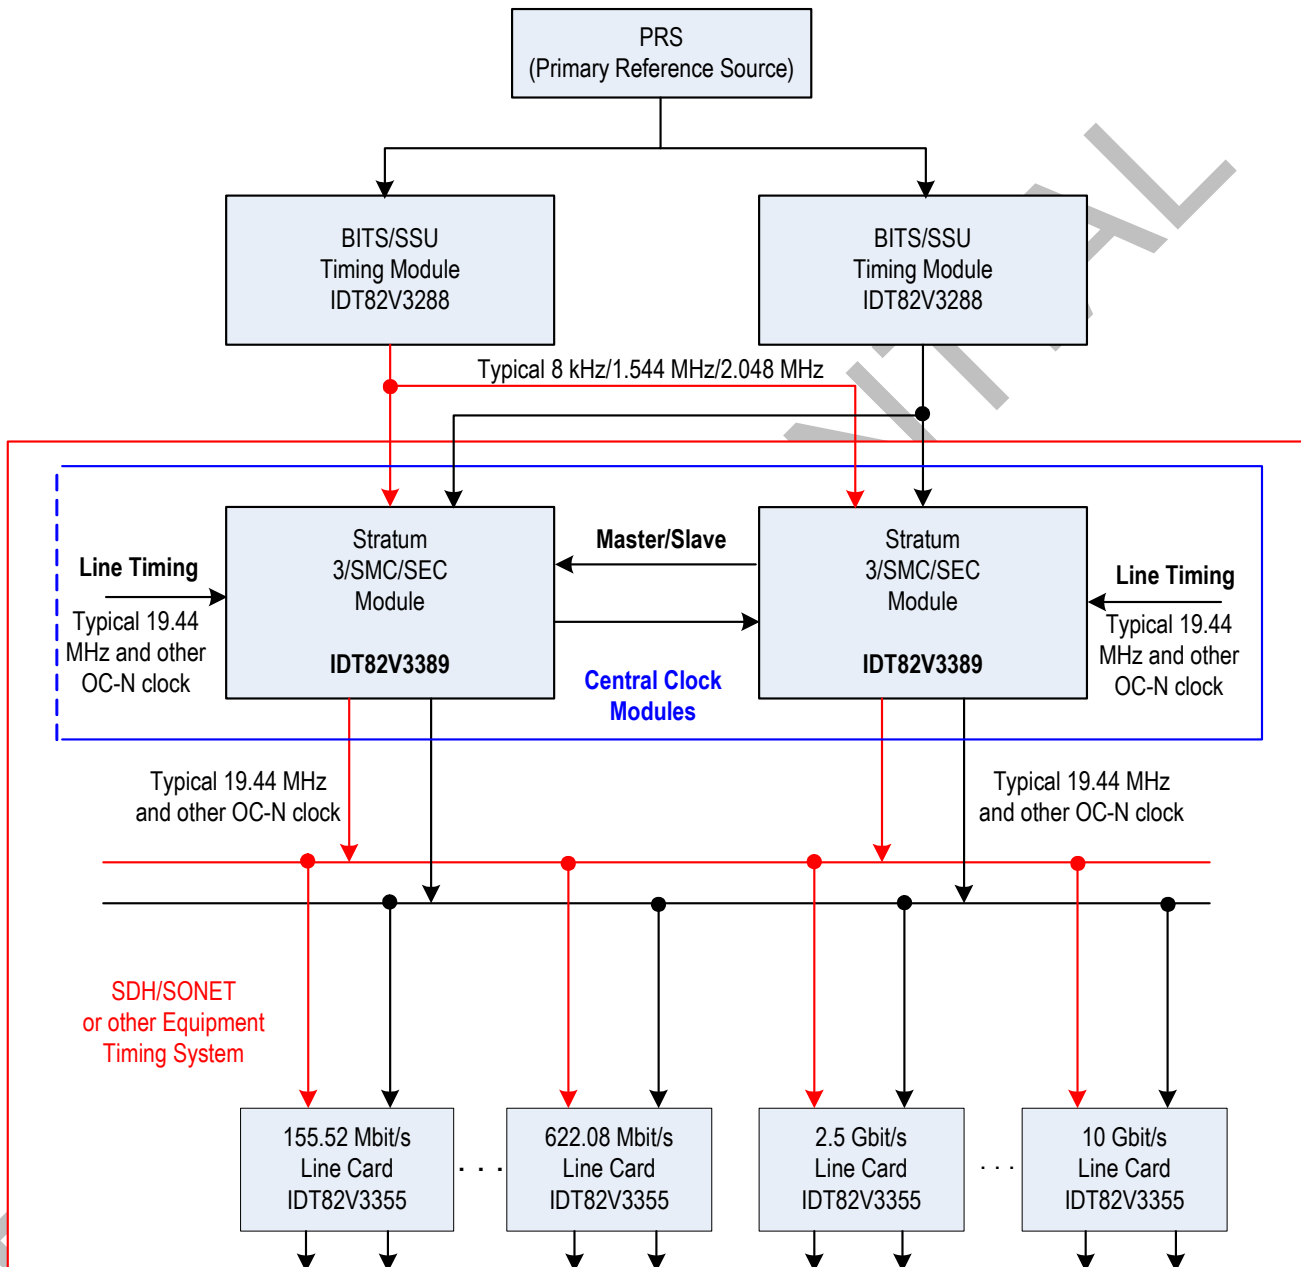 PRS
(Primary Reference Source)
BITS/SSU
Timing Module
IDT82V3288
BITS/SSU
Timing Module
IDT82V3288
Typical 8 kHz/1.544 MHz/2.048 MHz
Stratum
3/SMC/SEC
Module
IDT82V3389
Master/Slave
Stratum
3/SMC/SEC
Module
IDT82V3389
Line Timing
Typical 19.44
MHz and other
OC-N clock
Line Timing
Typical 19.44
MHz and other
OC-N clock
Central Clock
Modules
Typical 19.44 MHz
and other OC-N clock
Typical 19.44 MHz
and other OC-N clock
SDH/SONET
or other Equipment
Timing System
155.52 Mbit/s
Line Card
IDT82V3355
. . .
622.08 Mbit/s
Line Card
IDT82V3355
2.5 Gbit/s
Line Card
IDT82V3355
. . .
10 Gbit/s
Line Card
IDT82V3355